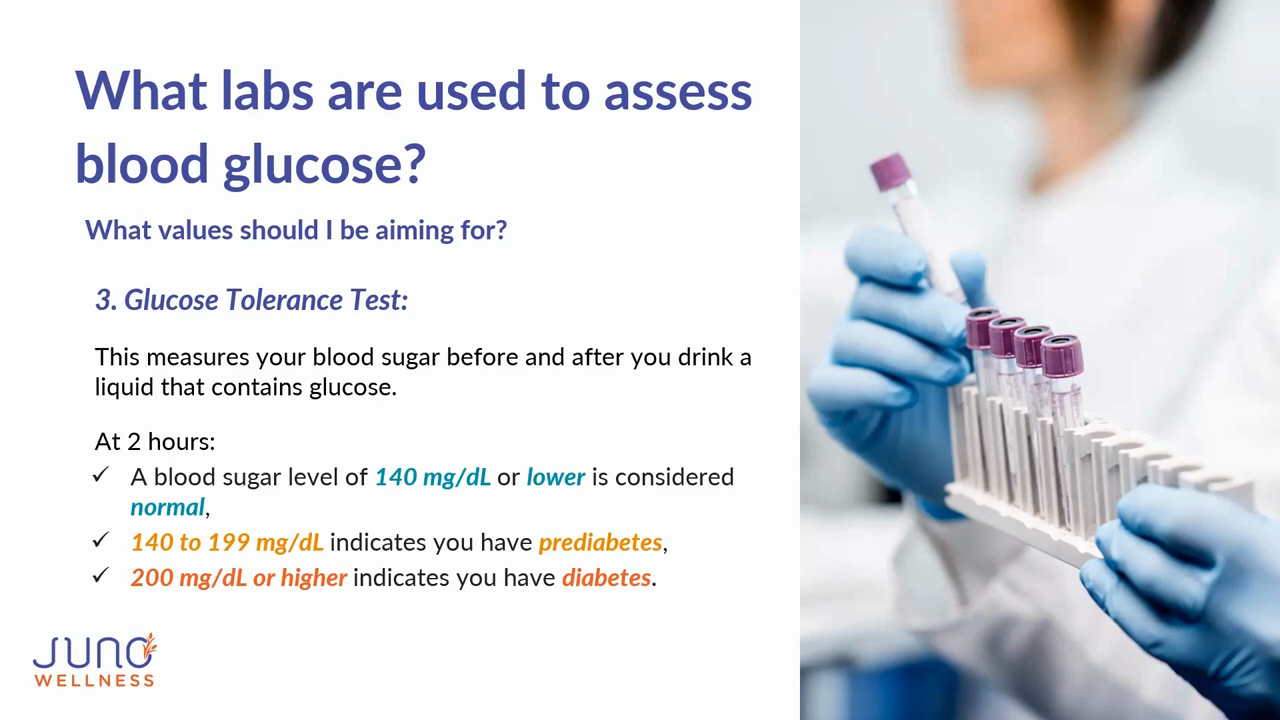 What labs are used to assess
blood glucose?
What values should I be aiming for?
3. Glucose Tolerance Test:
This measures your blood sugar before and after you drink a
liquid that contains glucose.
At 2 hours:
✓ A blood sugar level of 140 mg/dL or lower is considered
normal,
✓ 140 to 199 mg/dL indicates you have prediabetes,
✓ 200 mg/dL or higher indicates you have diabetes.
JUNO
WELLNESS